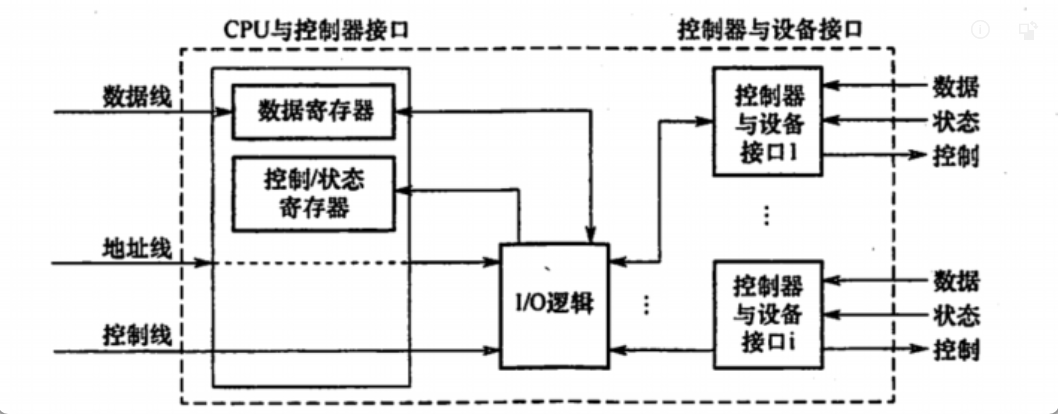 CPU与控制器接口
控制器与设备接口
数据线
数据寄存器
控制/状态
寄存器
地址线
控制线
I/O逻辑
控制器
与设备
接口1
数据
状态
控制
⋮
⋮
控制器
与设备
接口i
数据
状态
控制